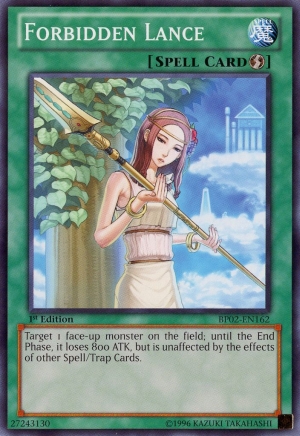 Forbidden Lance
魔
[Spell Card]
1st Edition
BP02-EN162
Target 1 face-up monster on the field; until the End
Phase, it loses 800 ATK, but is unaffected by the effects
of other Spell/Trap Cards.
27243130
©1996 KAZUKI TAKAHASHI